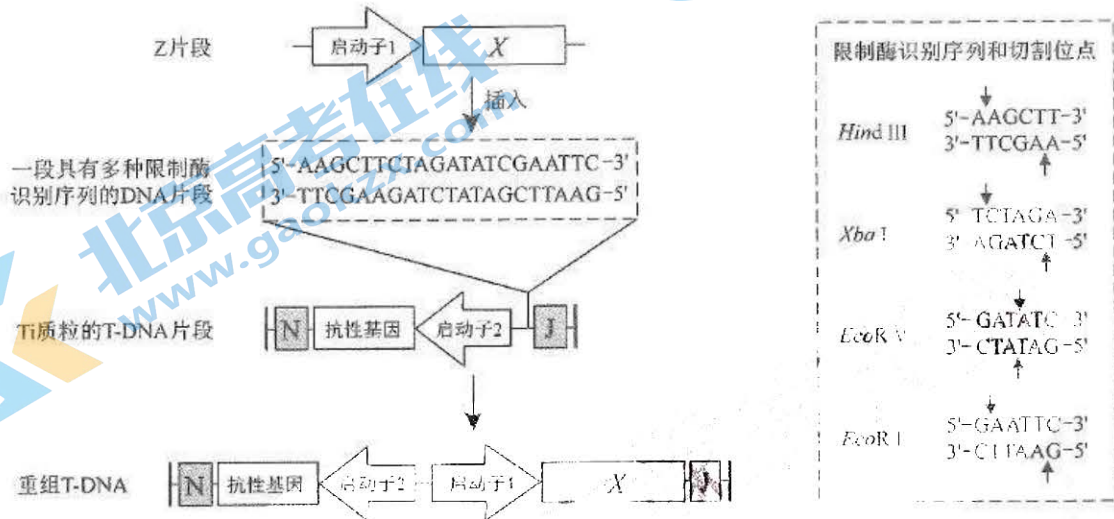 Z片段
启动子1
X
插入
一段具有多种限制酶
识别序列的DNA片段
5'-AAGCTTCTAGATATCGAATTC-3'
3'-TTCGAAGATCTATAGCTTAAG-5'
Ti质粒的T-DNA片段
N
抗性基因
启动子2
J
重组T-DNA
N
抗性基因
启动子2
启动子1
X
J
限制酶识别序列和切割位点
Hind III
5'-AAGCTT-3'
3'-TTCGAA-5'
Xba I
5' TCTAGA-3'
3' AGATCT-5'
EcoR V
5'-GATATC 3'
3'-CTATAG-5'
EcoR I
5'-GAATTC-3'
3'-CTTAAG-5'
北京高考在线
www.gaokzx.com